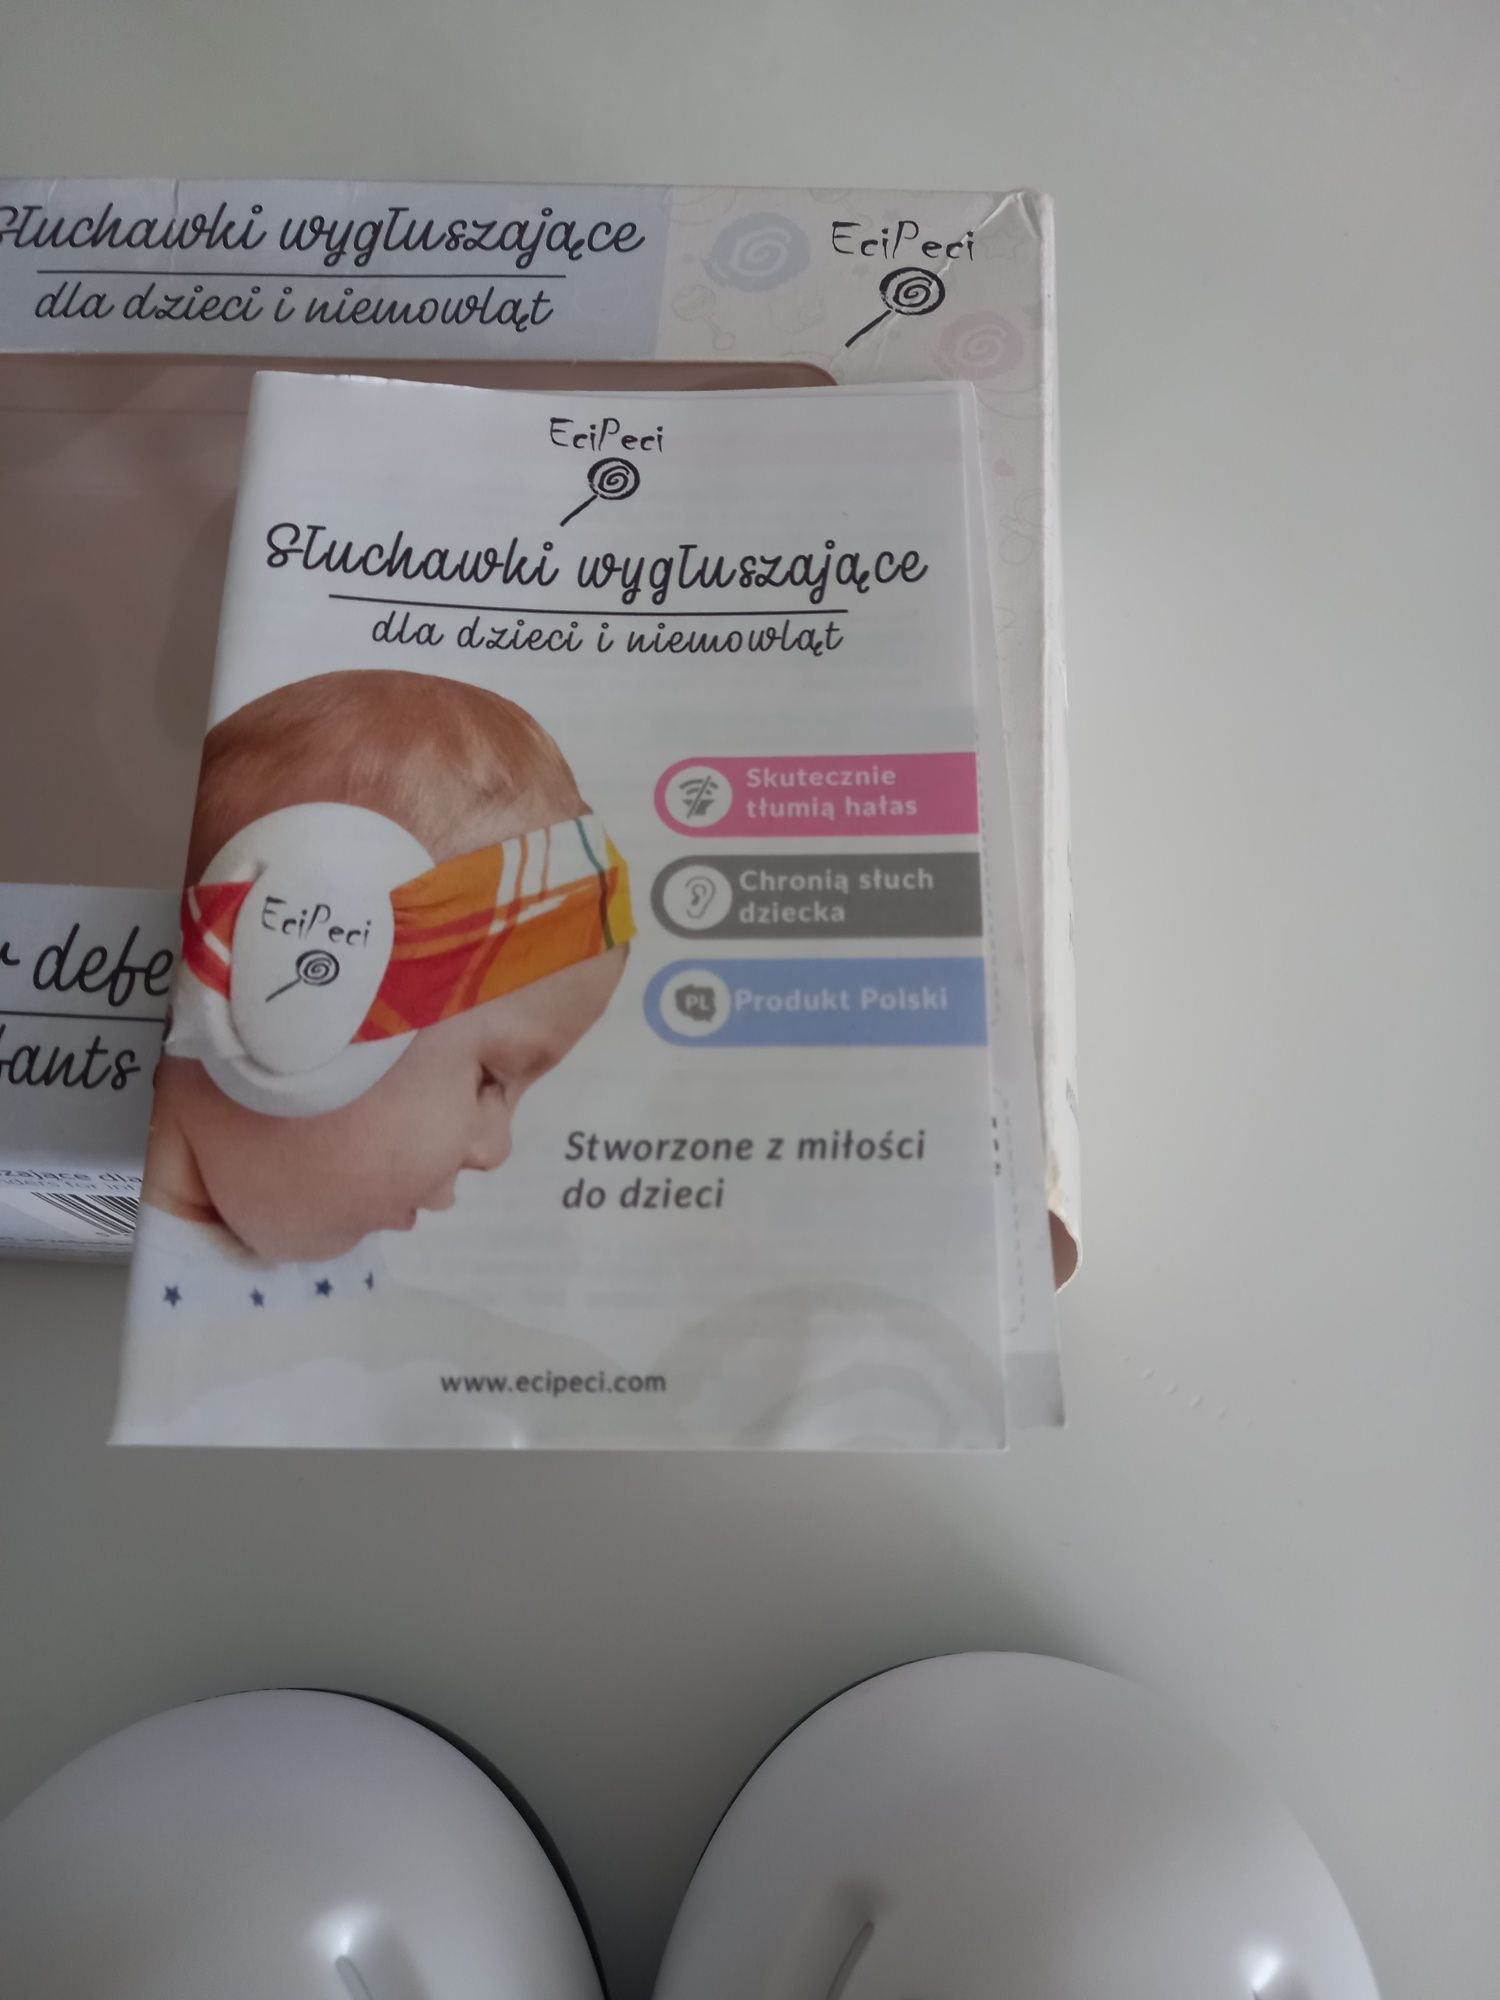 Słuchawki wygłuszające
dla dzieci i niemowląt
EciPeci
EciPeci
Słuchawki wygłuszające
dla dzieci i niemowląt
Skutecznie
tłumią hałas
Chronią słuch
dziecka
PL Produkt Polski
EciPeci
Stworzone z miłości
do dzieci
www.ecipeci.com